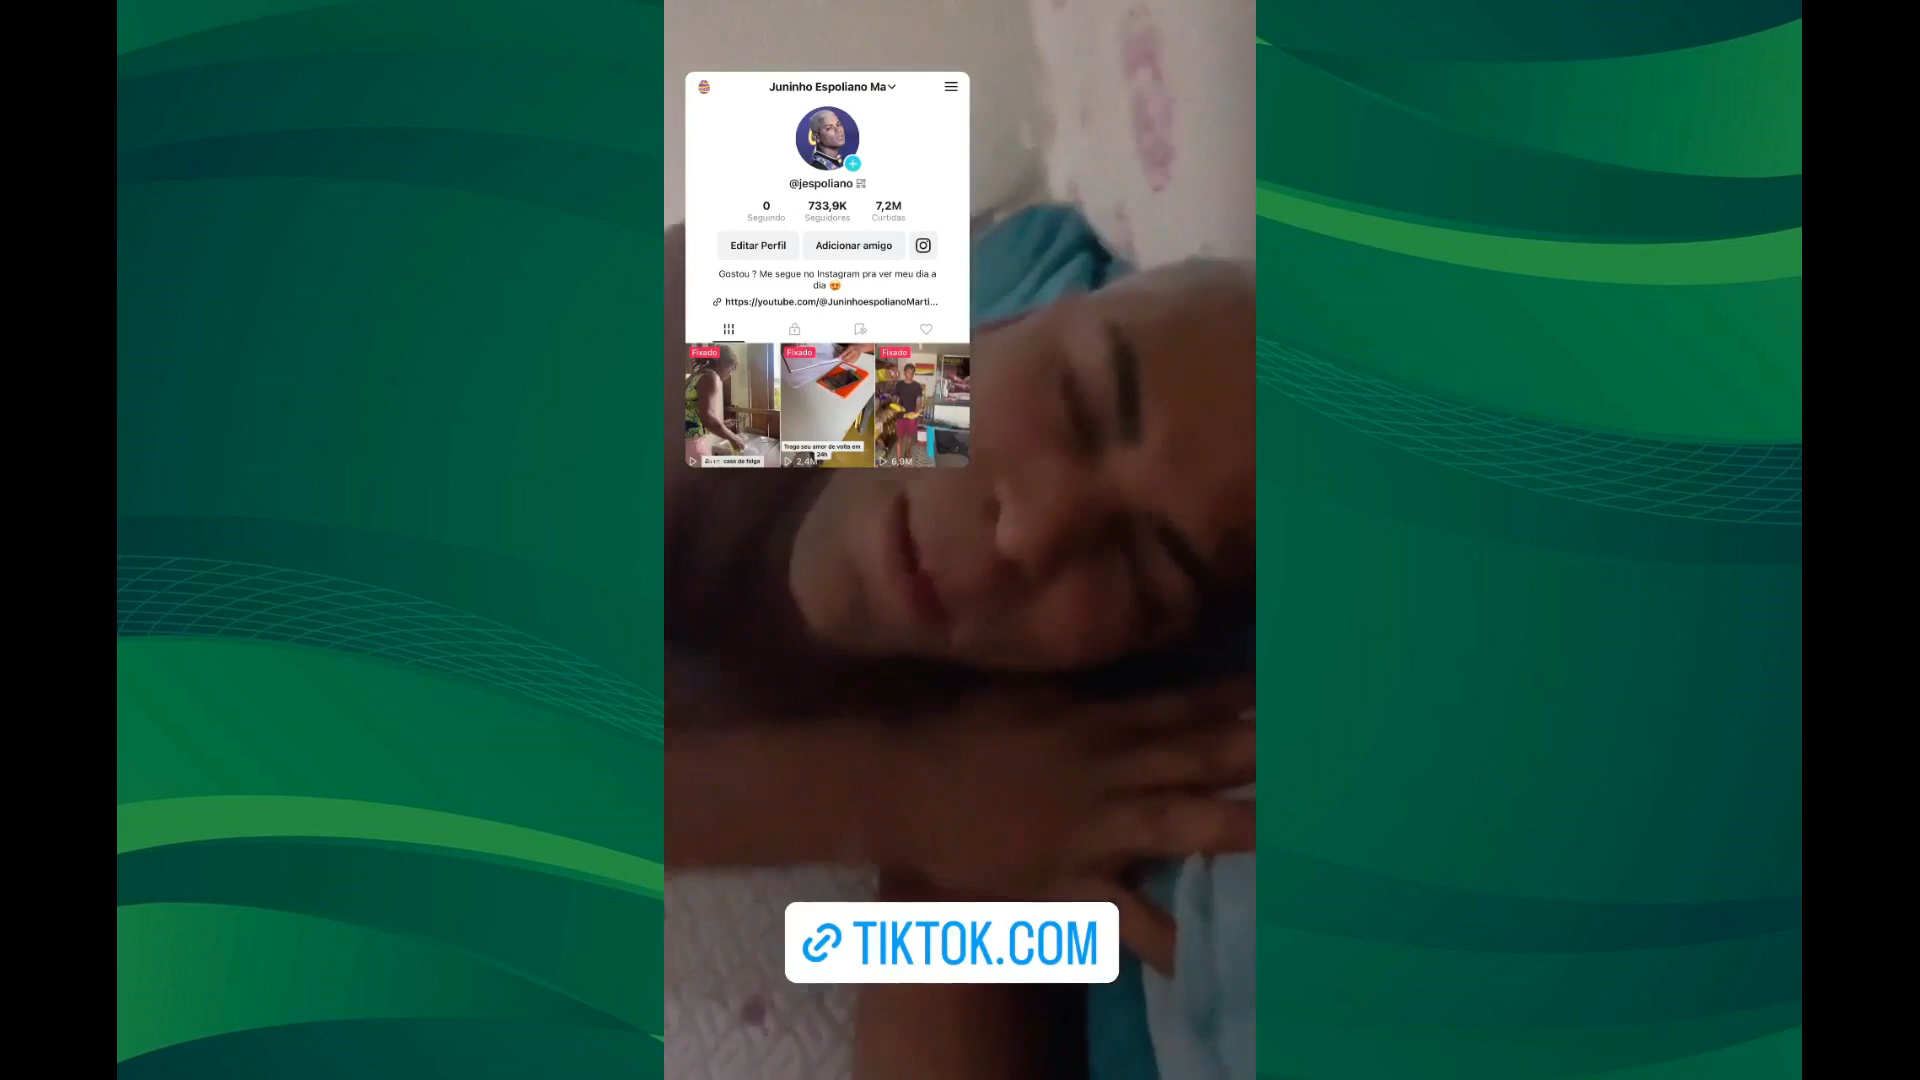 Juninho Espoliano Ma
@jespoliano
0 733,9K 7,2M
Seguindo Seguidores Curtidas
Editar Perfil Adicionar amigo
Gostou ? Me segue no Instagram pra ver meu dia a
dia 😍
https://youtube.com/@JuninhoespolianoMarti...
Fixado Fixado Fixado
Trago seu amor de volta em
24h
casa de folga
2,4M
6,9M
TIKTOK.COM